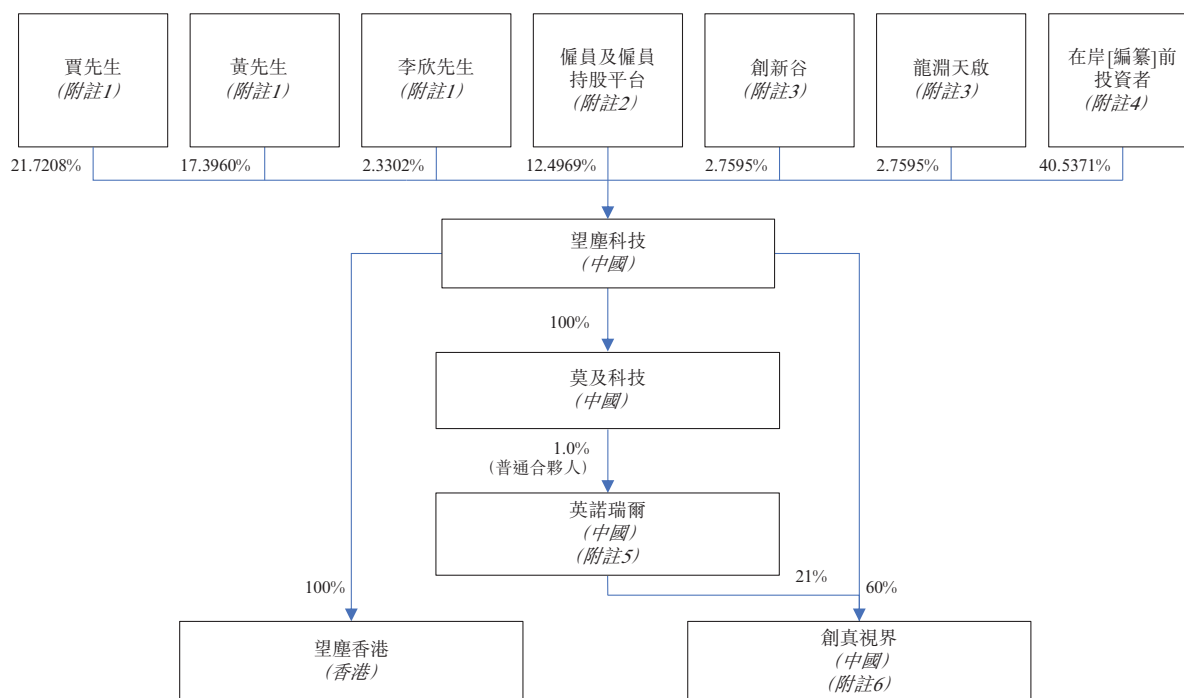 賈先生
(附註1)
黃先生
(附註1)
李欣先生
(附註1)
僱員及僱員
持股平台
(附註2)
創新谷
(附註3)
龍淵天啟
(附註3)
在岸[編纂]前
投資者
(附註4)
21.7208%
17.3960%
2.3302%
12.4969%
2.7595%
2.7595%
40.5371%
望塵科技
(中國)
100%
莫及科技
(中國)
1.0%
(普通合夥人)
英諾瑞爾
(中國)
(附註5)
100%
21%
60%
望塵香港
(香港)
創真視界
(中國)
(附註6)